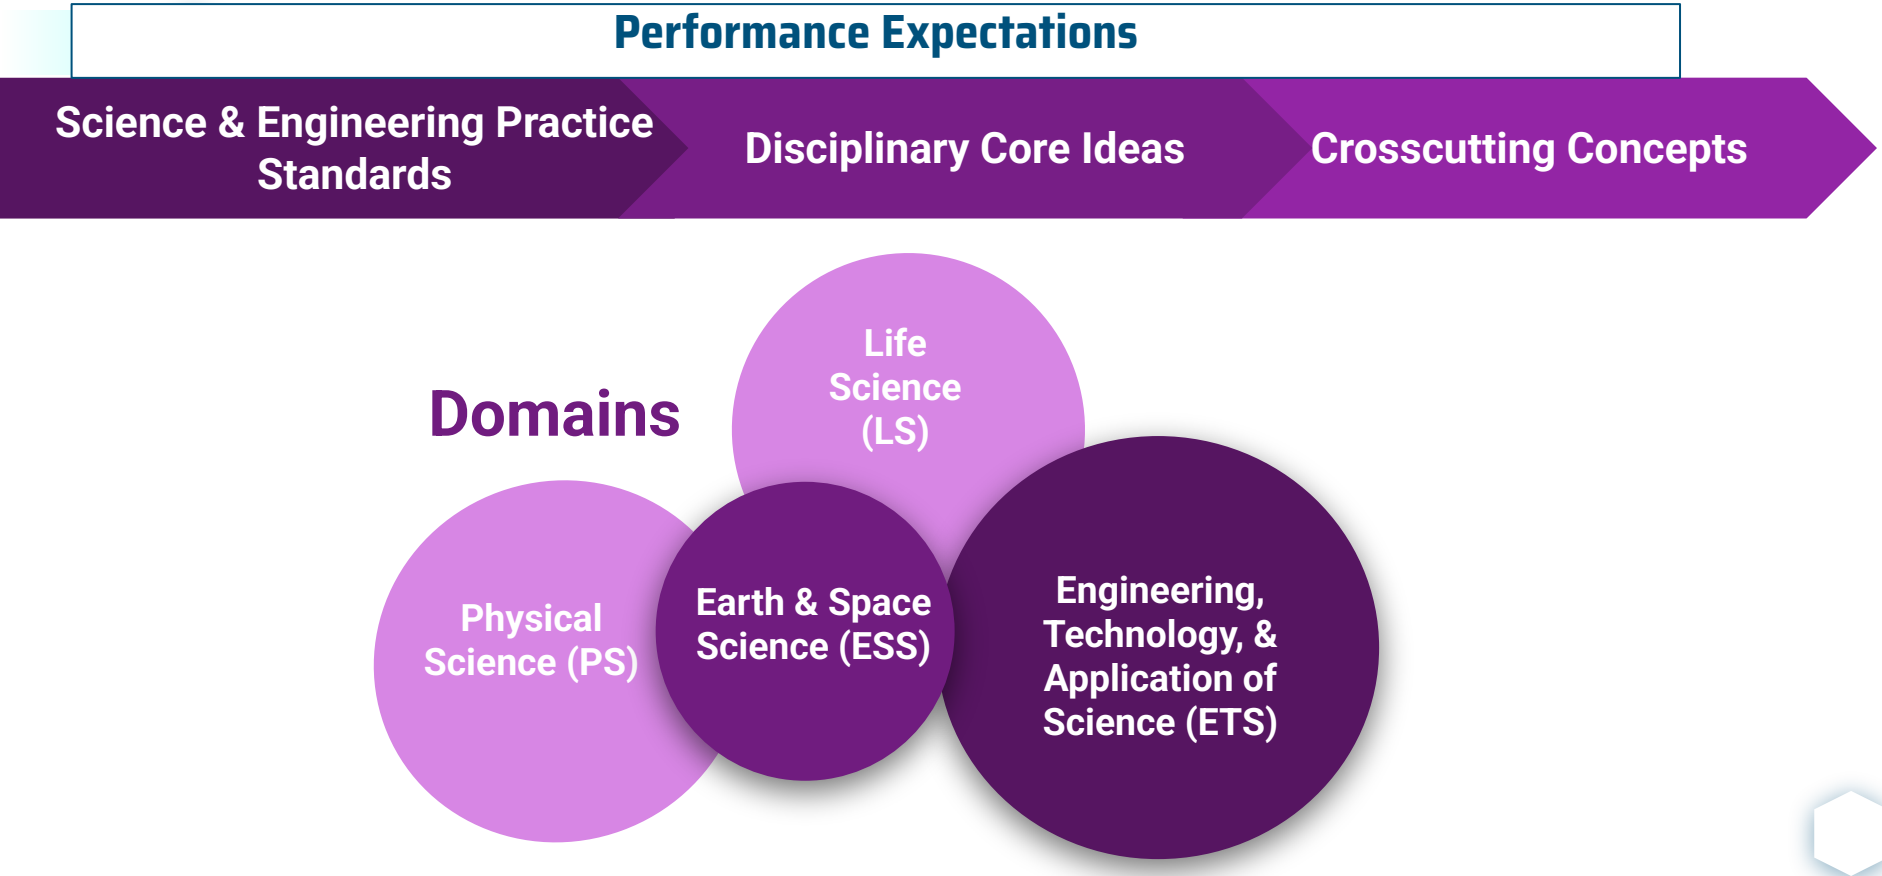 Performance Expectations
Science & Engineering Practice
Standards
Disciplinary Core Ideas
Crosscutting Concepts
Life
Science
(LS)
Domains
Physical
Science (PS)
Earth & Space
Science (ESS)
Engineering,
Technology, &
Application of
Science (ETS)